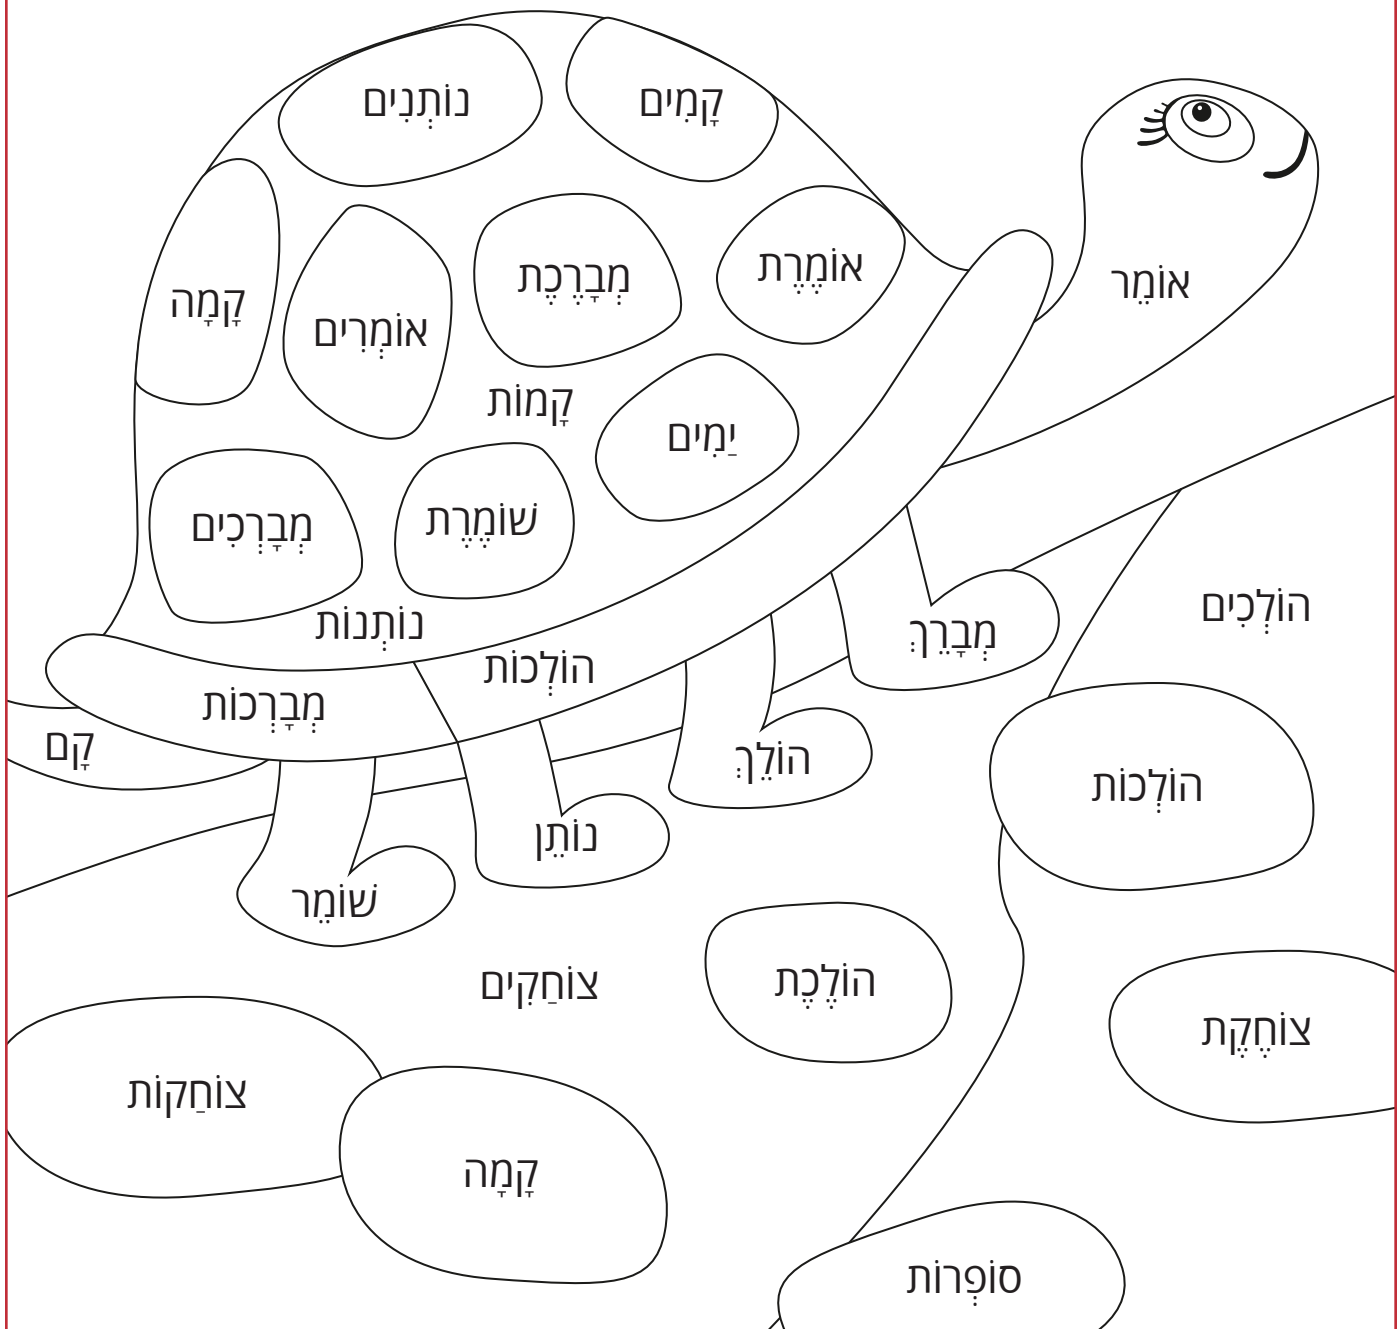 קָמִים
נוֹתְנִים
אוֹמֵר
אוֹמֶרֶת
מְבָרֶכֶת
קָמָה
אוֹמְרִים
קָמוֹת
יַמִים
שׁוֹמֶרֶת
מְבָרְכִים
הוֹלְכִים
נוֹתְנוֹת
מְבָרֵךְ
הוֹלְכוֹת
מְבָרְכוֹת
קָם
הוֹלֵךְ
הוֹלְכוֹת
נוֹתֵן
שׁוֹמֵר
הוֹלֶכֶת
צוֹחַקִים
צוֹחֶקֶת
צוֹחַקוֹת
קָמָה
סוֹפְרוֹת